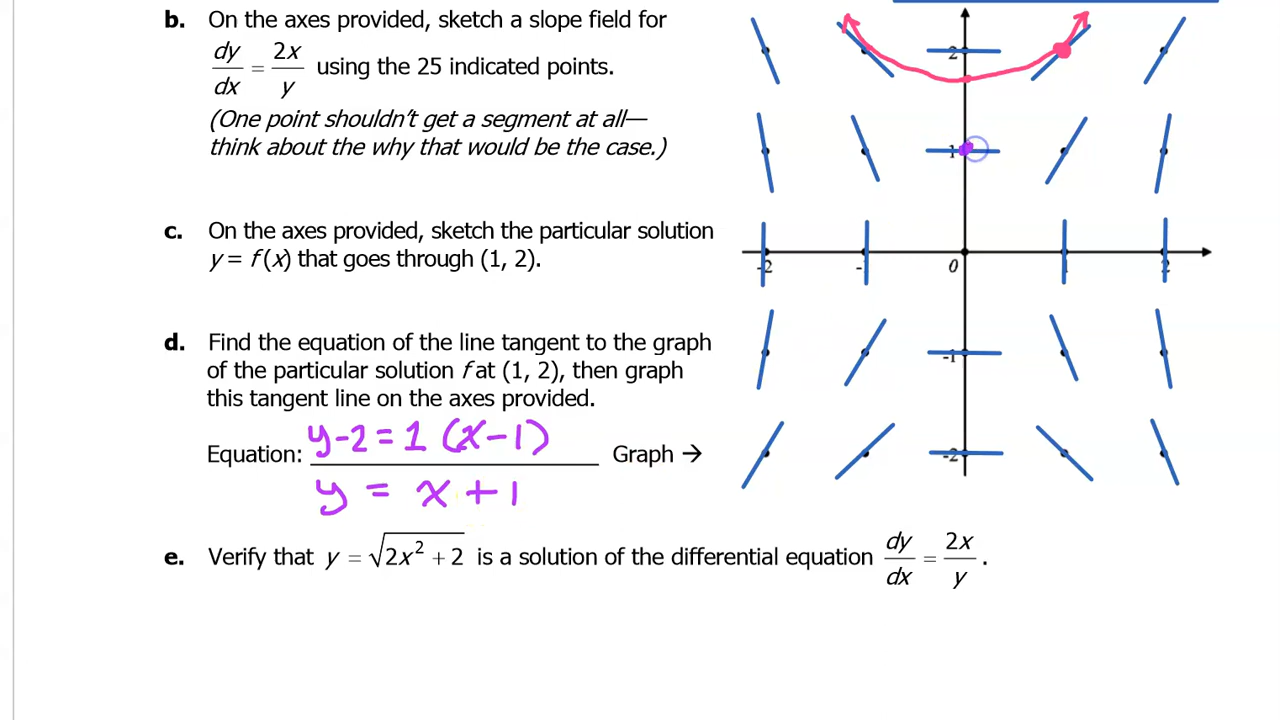 b. On the axes provided, sketch a slope field for
dy/dx = 2x/y using the 25 indicated points.
(One point shouldn't get a segment at all—
think about the why that would be the case.)
c. On the axes provided, sketch the particular solution
y = f(x) that goes through (1, 2).
d. Find the equation of the line tangent to the graph
of the particular solution f at (1, 2), then graph
this tangent line on the axes provided.
y-2=1 (x-1)
Equation: Graph →
y = x+1
e. Verify that y = √(2x² + 2) is a solution of the differential equation dy/dx = 2x/y .
2
1
-2 -1 0 1 2
-1
-2